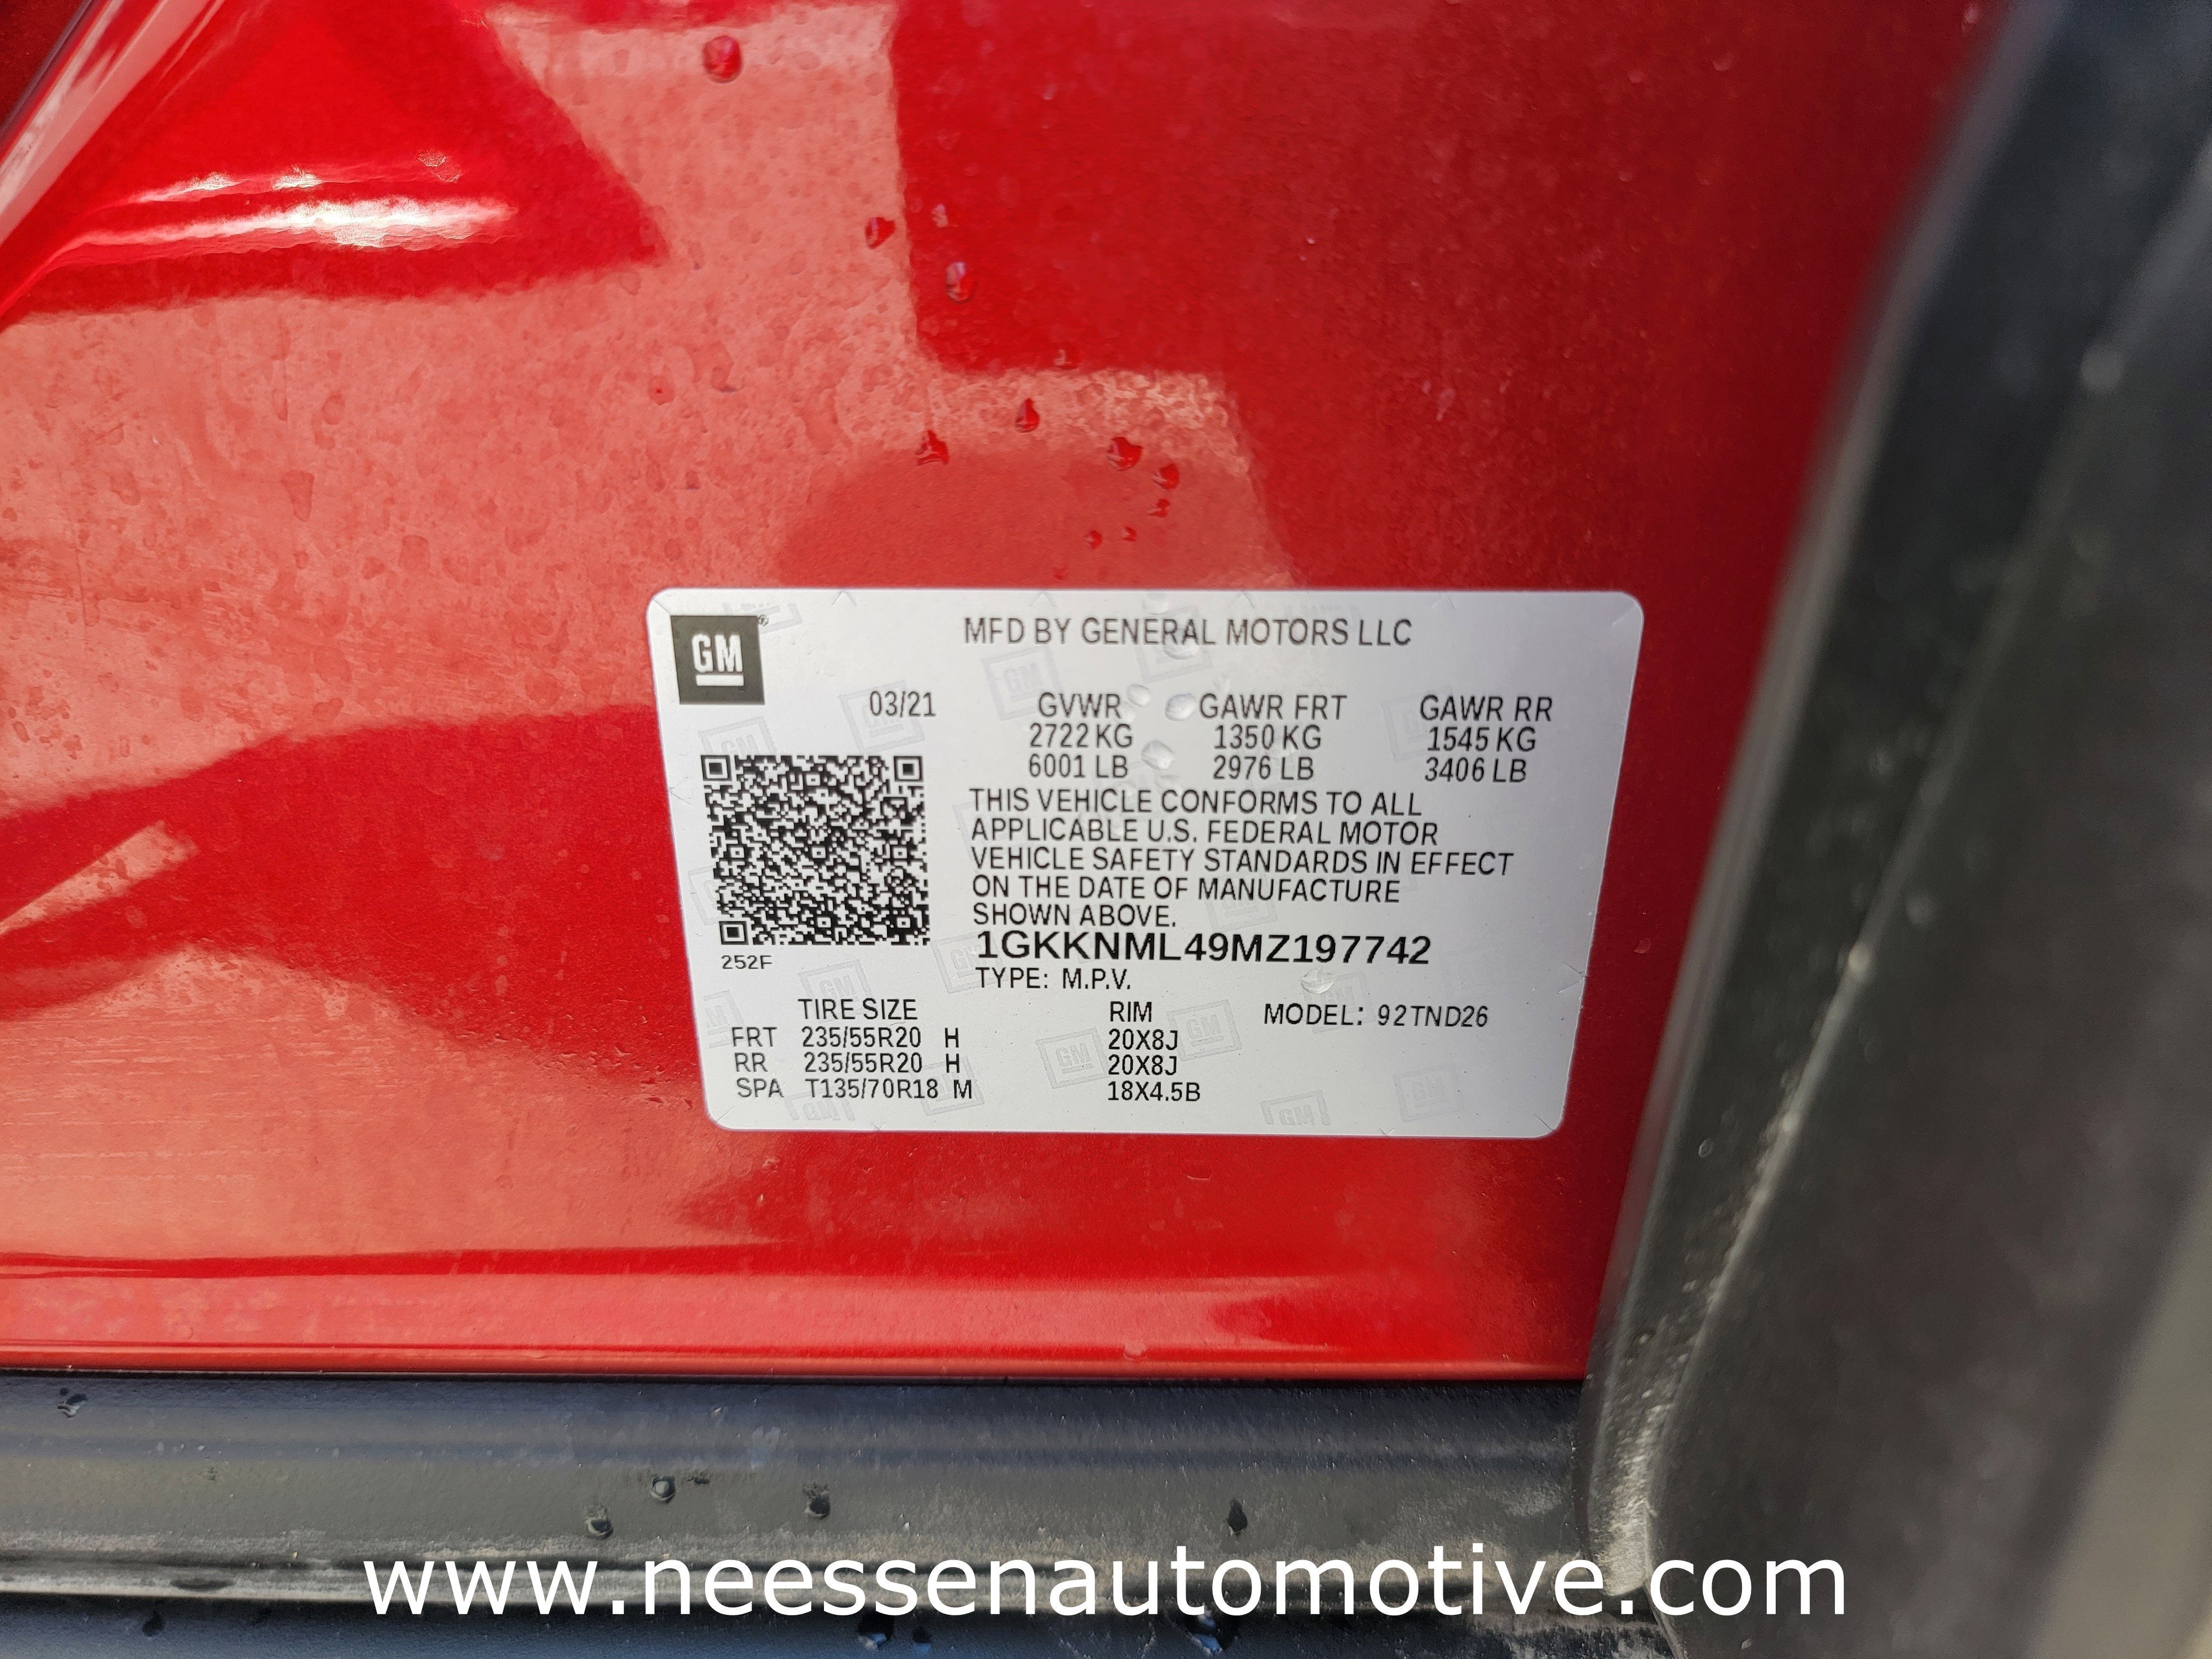 GM®
MFD BY GENERAL MOTORS LLC
03/21 GVWR GAWR FRT GAWR RR
2722 KG 1350 KG 1545 KG
6001 LB 2976 LB 3406 LB
THIS VEHICLE CONFORMS TO ALL
APPLICABLE U.S. FEDERAL MOTOR
VEHICLE SAFETY STANDARDS IN EFFECT
ON THE DATE OF MANUFACTURE
SHOWN ABOVE.
1GKKNML49MZ197742
252F
TYPE: M.P.V.
TIRE SIZE RIM MODEL: 92TND26
FRT 235/55R20 H 20X8J
RR 235/55R20 H 20X8J
SPA T135/70R18 M 18X4.5B
www.neessenautomotive.com